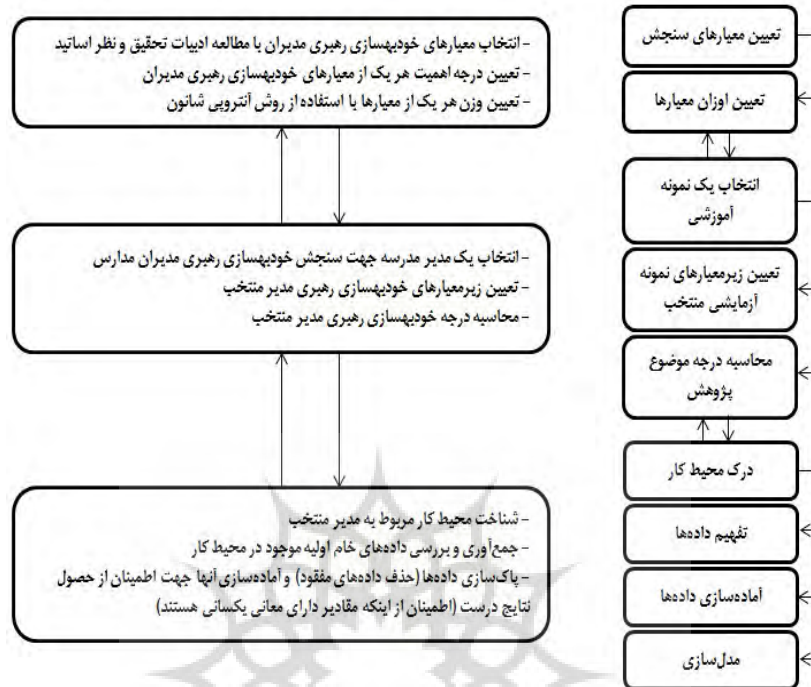 تعیین معیارهای سنجش
تعیین اوزان معیارها
انتخاب یک نمونه
آموزشی
تعیین زیرمعیارهای نمونه
آزمایشی منتخب
محاسبه درجه موضوع
پژوهش
درک محیط کار
تفهیم داده‌ها
آماده‌سازی داده‌ها
مدل‌سازی
- انتخاب معیارهای خودبهسازی رهبری مدیران با مطالعه ادبیات تحقیق و نظر اساتید
- تعیین درجه اهمیت هر یک از معیارهای خودبهسازی رهبری مدیران
- تعیین وزن هر یک از معیارها با استفاده از روش آنتروپی شانون
- انتخاب یک مدیر مدرسه جهت سنجش خودبهسازی رهبری مدیران مدارس
- تعیین زیرمعیارهای خودبهسازی رهبری مدیر منتخب
- محاسبه درجه خودبهسازی رهبری مدیر منتخب
- شناخت محیط کار مربوط به مدیر منتخب
- جمع‌آوری و بررسی داده‌های خام اولیه موجود در محیط کار
- پاک‌سازی داده‌ها (حذف داده‌های مفقود) و آماده‌سازی آنها جهت اطمینان از حصول
نتایج درست (اطمینان از اینکه مقادیر دارای معانی یکسانی هستند)